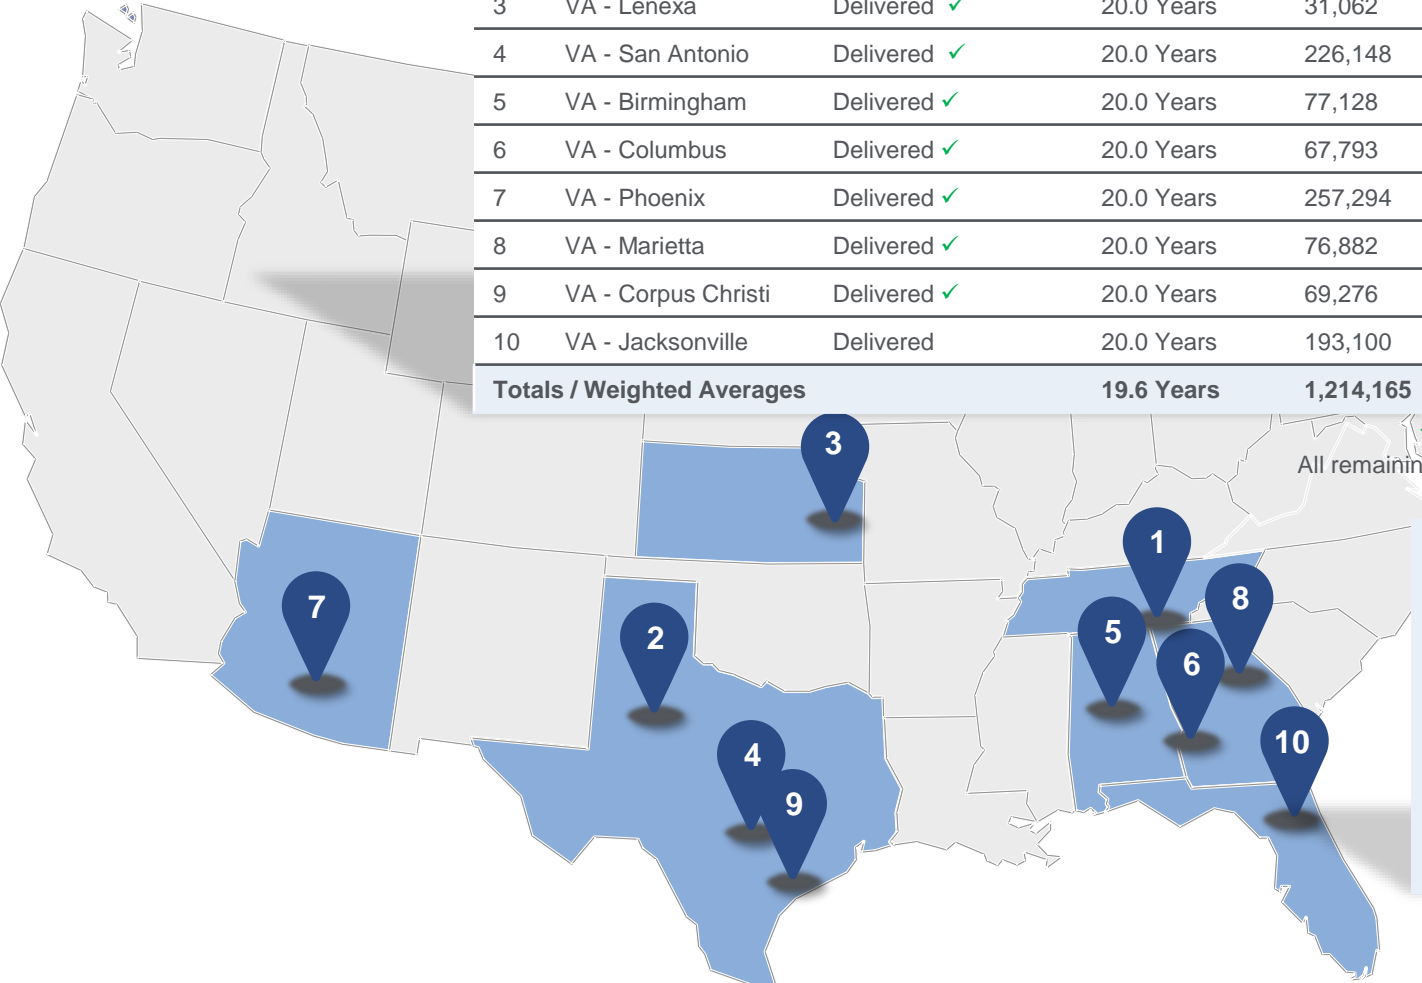 3 VA - Lenexa Delivered ✓ 20.0 Years 31,062
4 VA - San Antonio Delivered ✓ 20.0 Years 226,148
5 VA - Birmingham Delivered ✓ 20.0 Years 77,128
6 VA - Columbus Delivered ✓ 20.0 Years 67,793
7 VA - Phoenix Delivered ✓ 20.0 Years 257,294
8 VA - Marietta Delivered ✓ 20.0 Years 76,882
9 VA - Corpus Christi Delivered ✓ 20.0 Years 69,276
10 VA - Jacksonville Delivered 20.0 Years 193,100
Totals / Weighted Averages 19.6 Years 1,214,165
3
All remainin
1
7
8
2
5
6
10
4
9